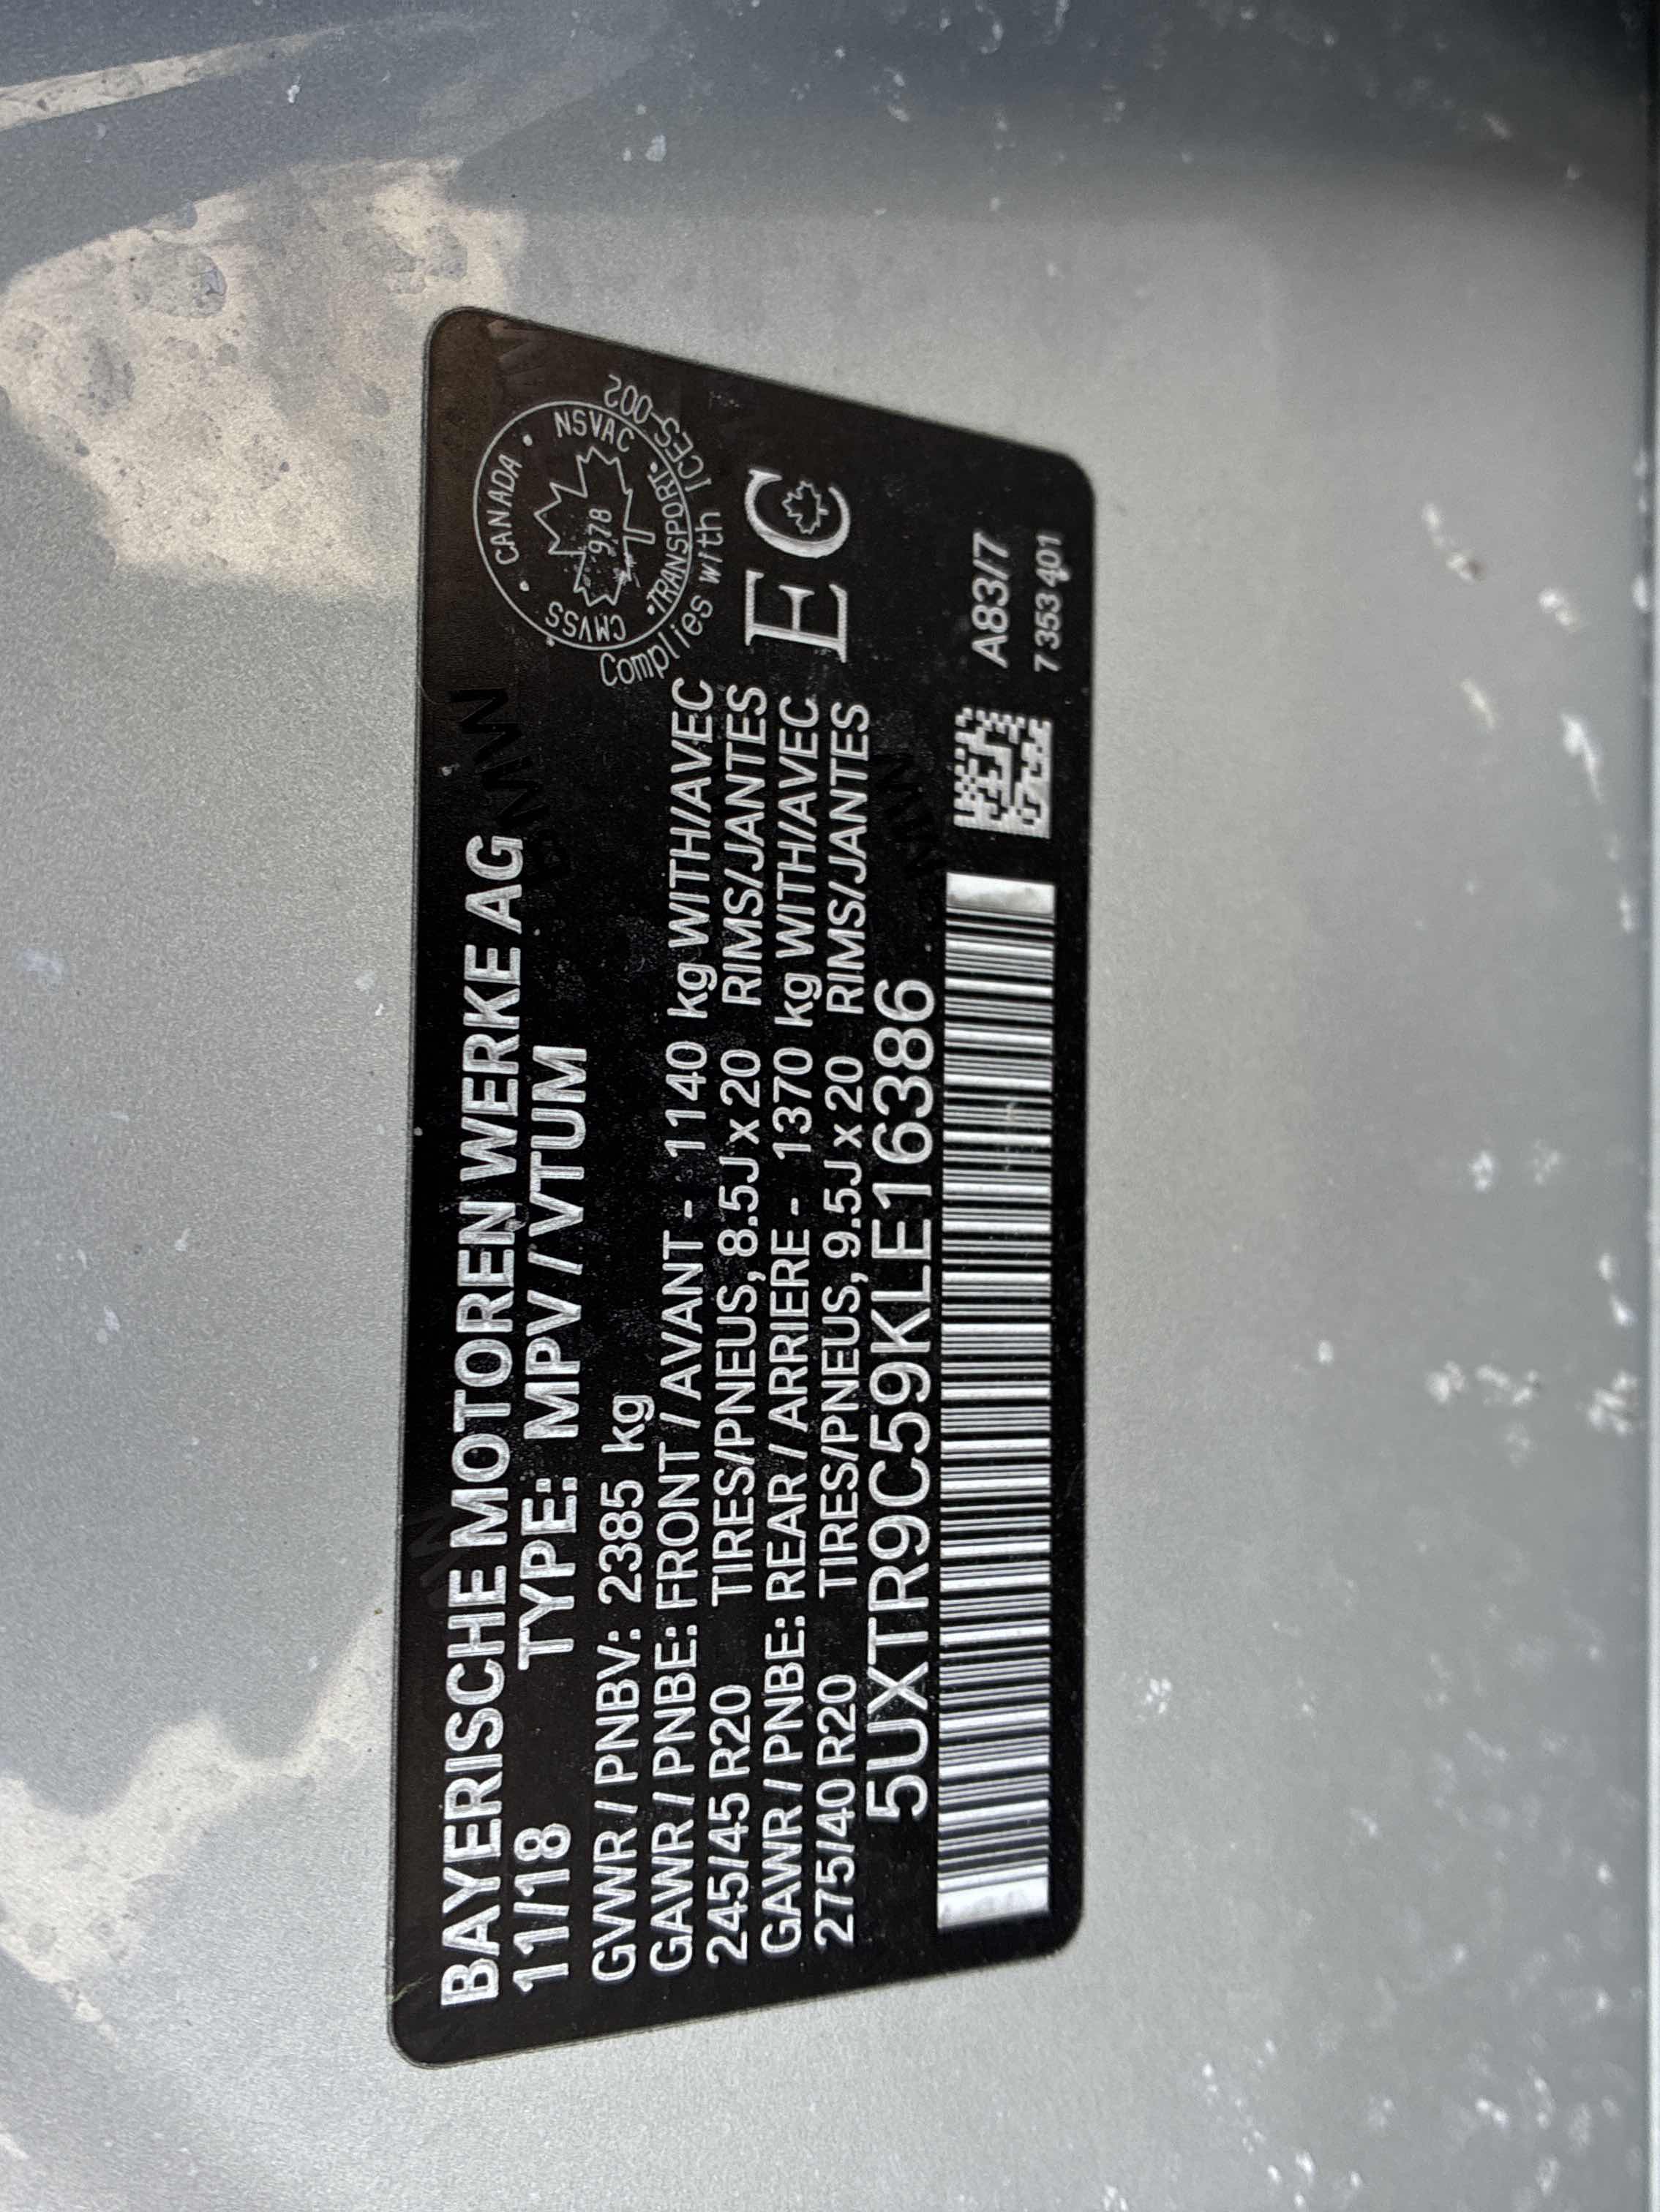 BAYERISCHE MOTOREN WERKE AG
11/18 TYPE: MPV / VTUM
GVWR / PNBV: 2385 kg
GAWR / PNBE: FRONT / AVANT - 1140 kg WITH/AVEC
245/45 R20 TIRES/PNEUS, 8.5J x 20 RIMS/JANTES
GAWR / PNBE: REAR / ARRIERE - 1370 kg WITH/AVEC
275/40 R20 TIRES/PNEUS, 9.5J x 20 RIMS/JANTES
5UXTR9C59KLE16386
CANADA
NSVAC
TRANSPORT
CMVSS
978
Complies with ICES-002
EC
A83/7
7 353 401
BMW
BMW